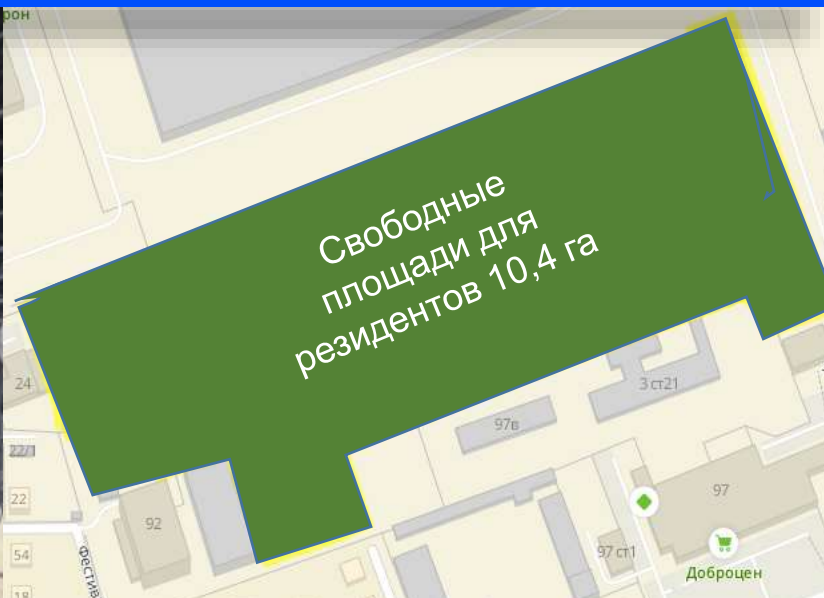 рон
Свободные
площади для
резидентов 10,4 га
24
3 ст21
97в
22/1
22
92
97
54
97 ст1
Фестив
Доброцен
18